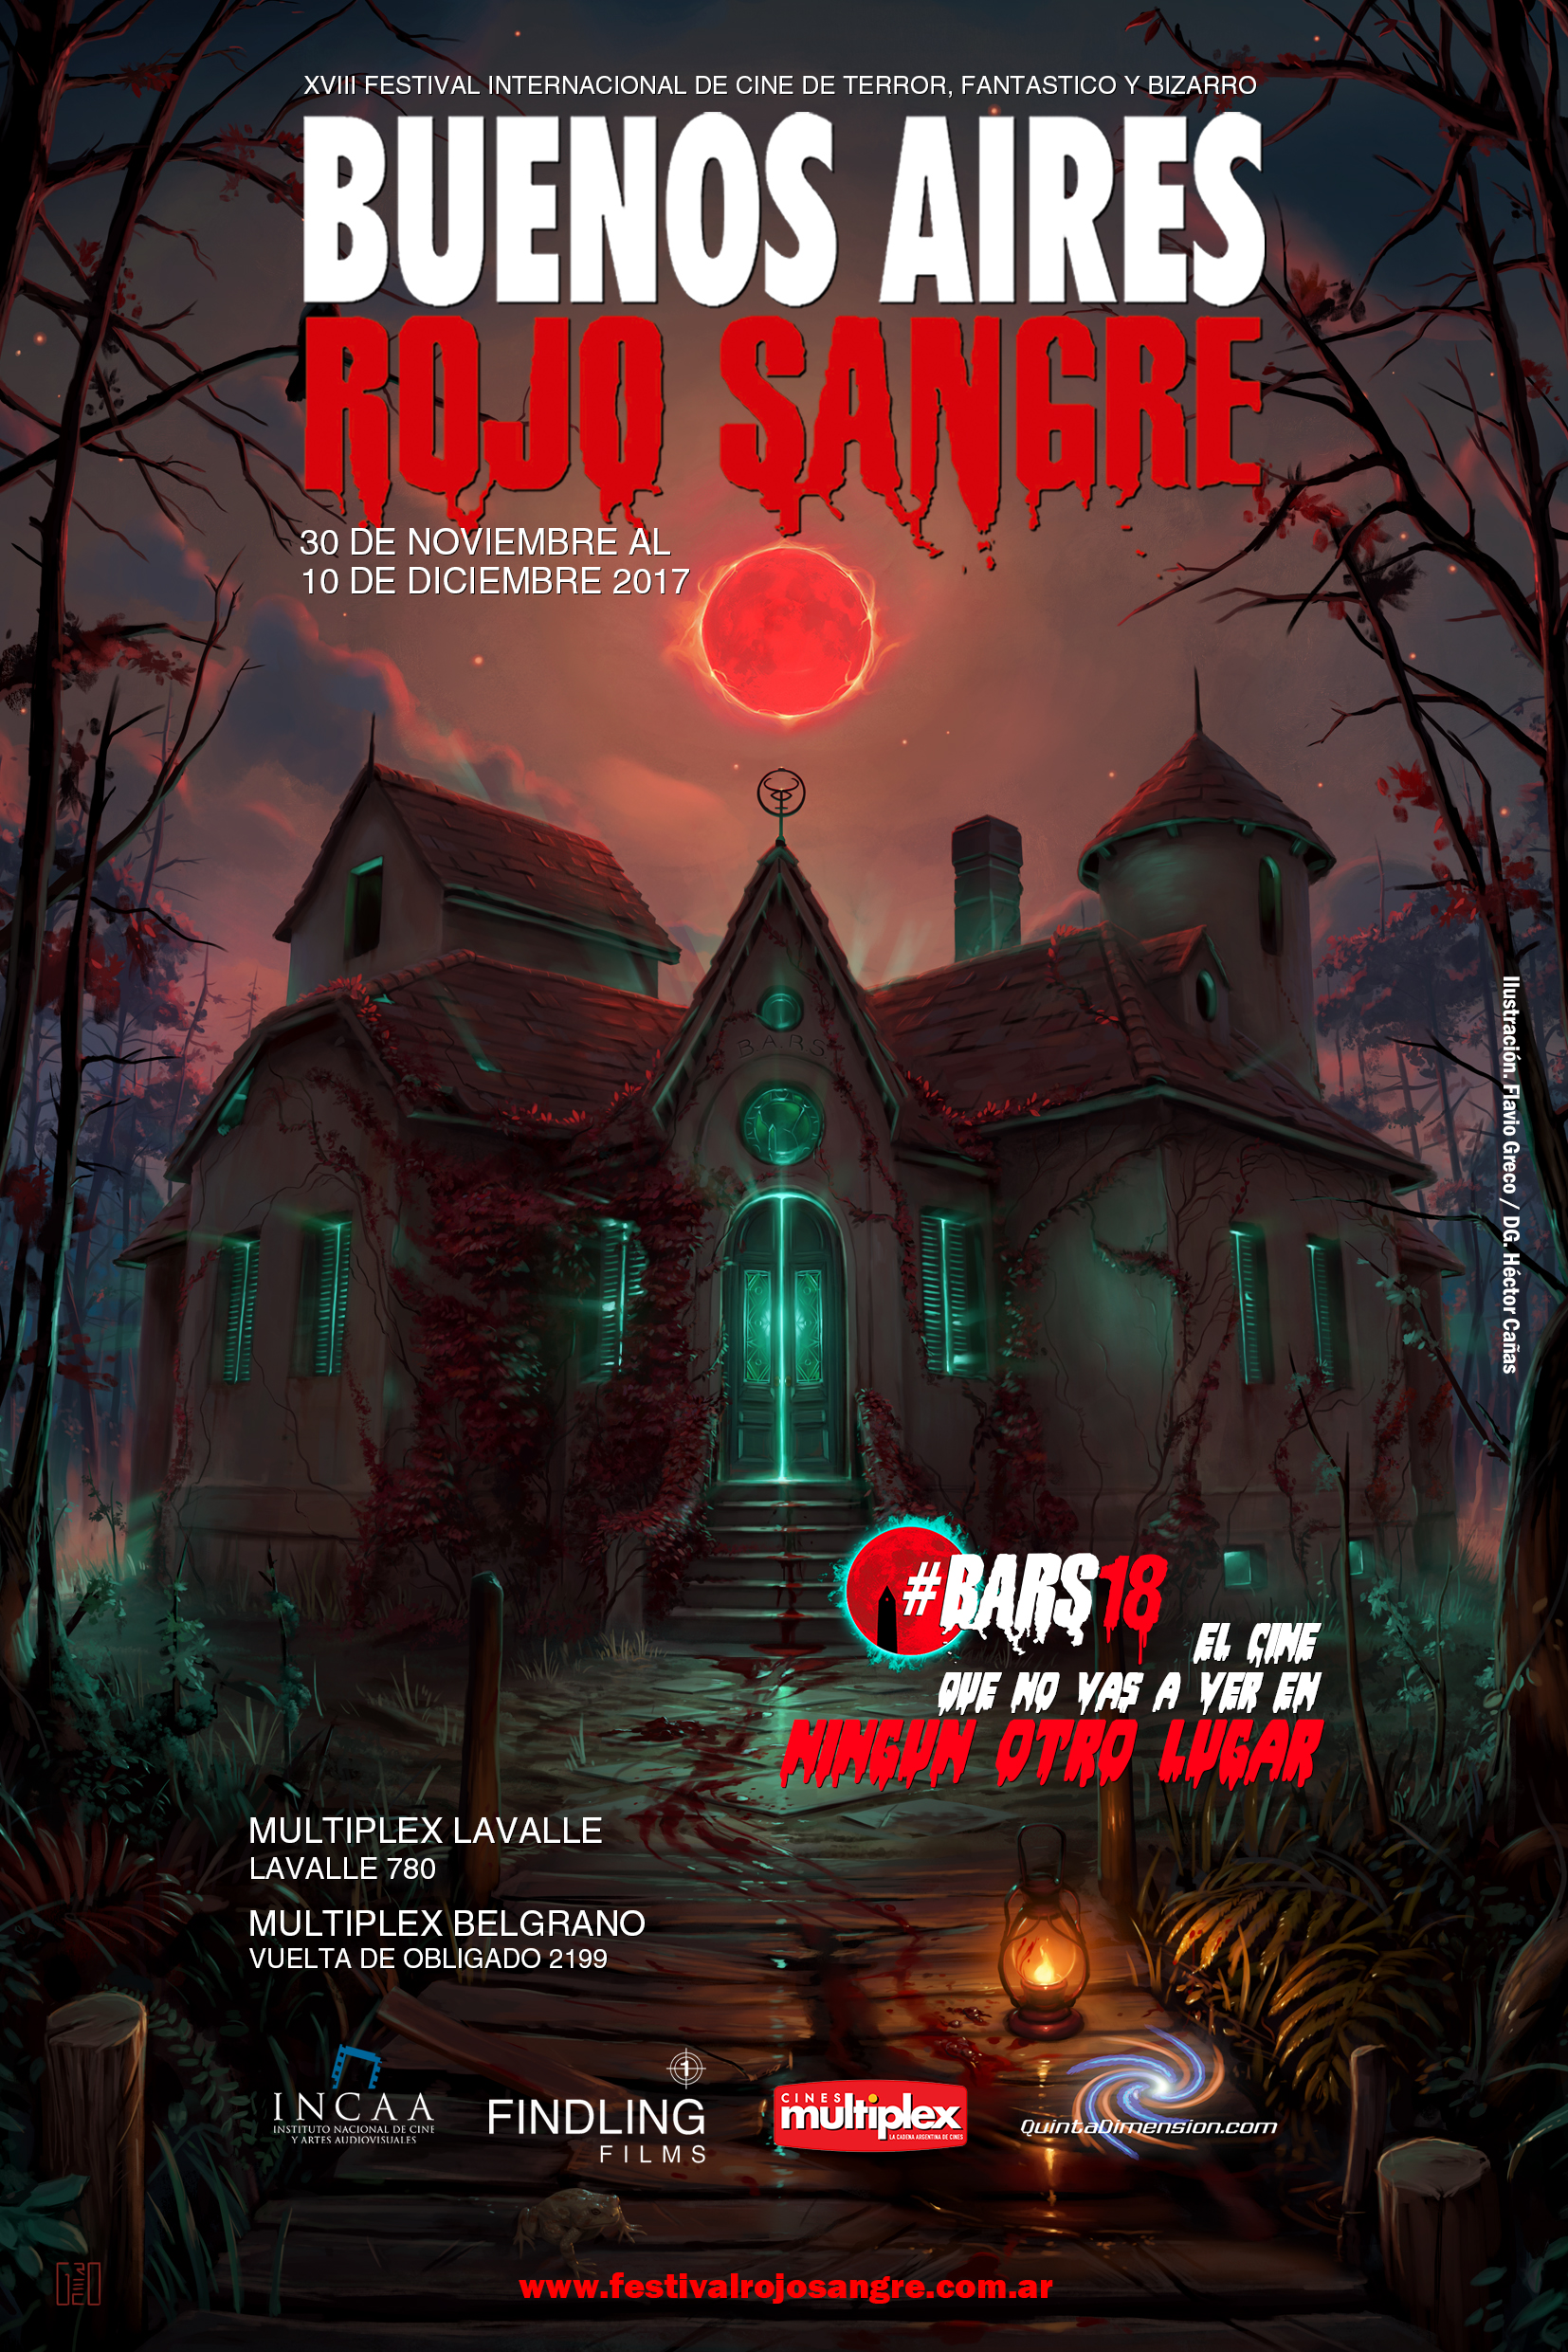 XVIII FESTIVAL INTERNACIONAL DE CINE DE TERROR, FANTASTICO Y BIZARRO
BUENOS AIRES
ROJO SANGRE
30 DE NOVIEMBRE AL
10 DE DICIEMBRE 2017
BARS
Ilustración. Flavio Greco / DG. Héctor Cañas
#BARS18
EL CINE
QUE NO VAS A VER EN
NINGUN OTRO LUGAR
MULTIPLEX LAVALLE
LAVALLE 780
MULTIPLEX BELGRANO
VUELTA DE OBLIGADO 2199
INCAA
INSTITUTO NACIONAL DE CINE
Y ARTES AUDIOVISUALES
1
FINDLING
FILMS
CINES
multiplex
LA CADENA ARGENTINA DE CINES
QuintaDimension.com
www.festivalrojosangre.com.ar